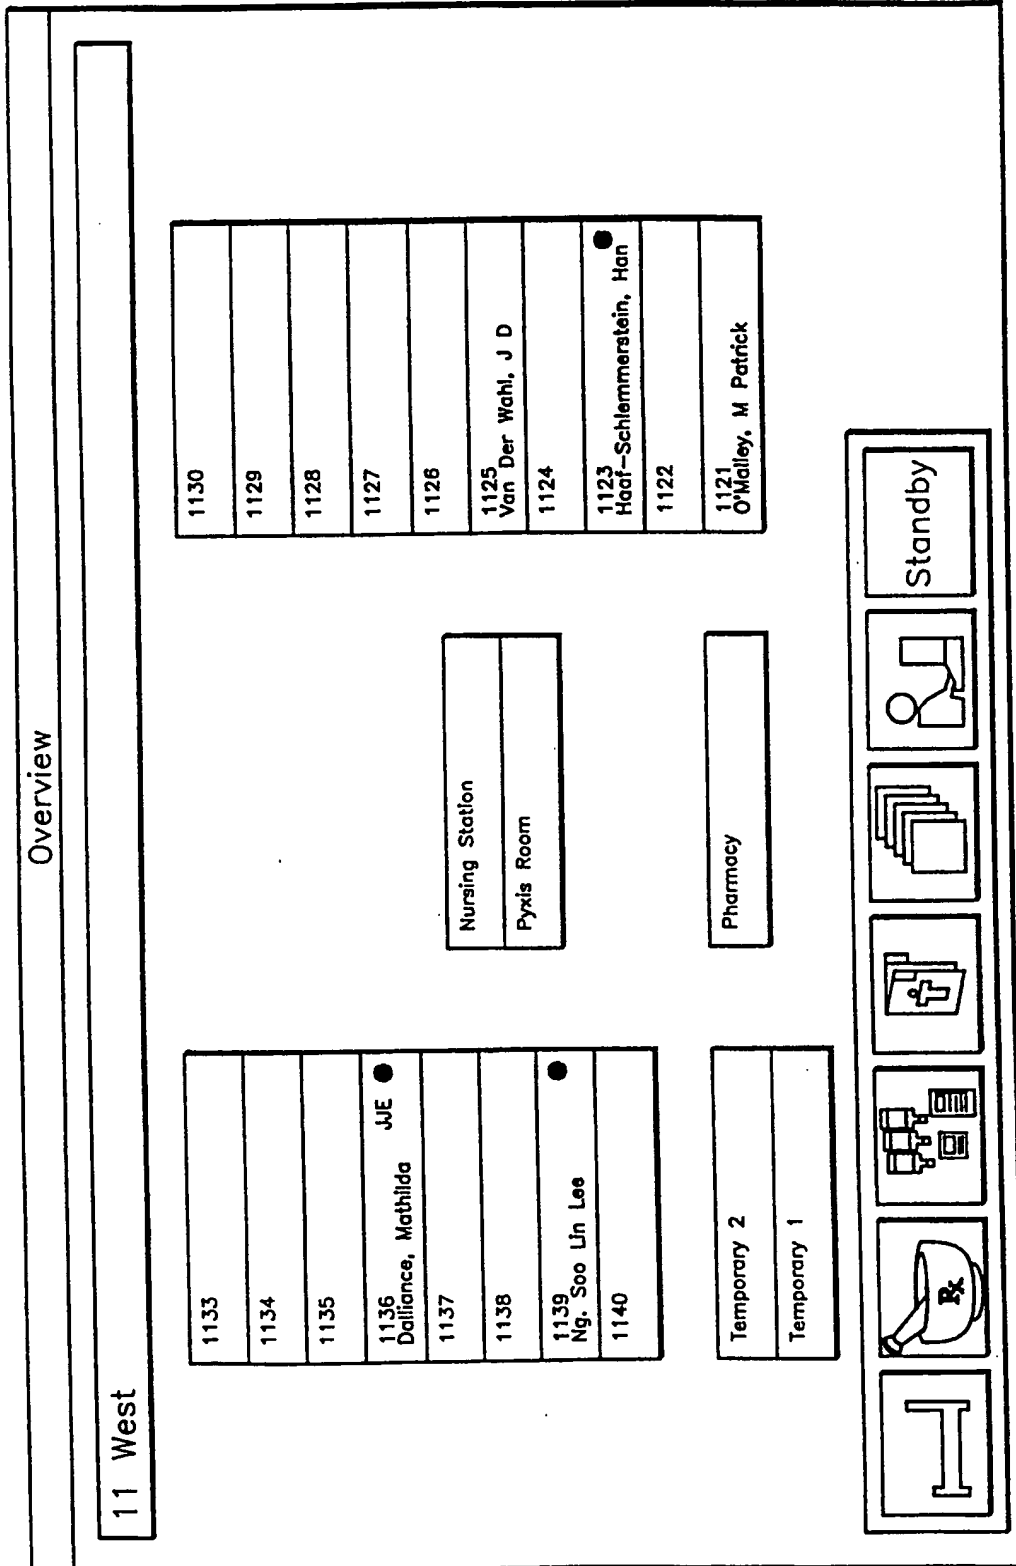 Overview
11 West
1133
1134
1135
1136
JJE
Dalliance, Mathilda
1137
1138
1139
Ng. Soo Lin Lee
1140
Temporary 2
Temporary 1
Nursing Station
Pyxis Room
Pharmacy
1130
1129
1128
1127
1126
1125
Van Der Wahl, J D
1124
1123
Haaf-Schlemmerstein, Han
1122
1121
O'Malley, M Patrick
Rx
Standby